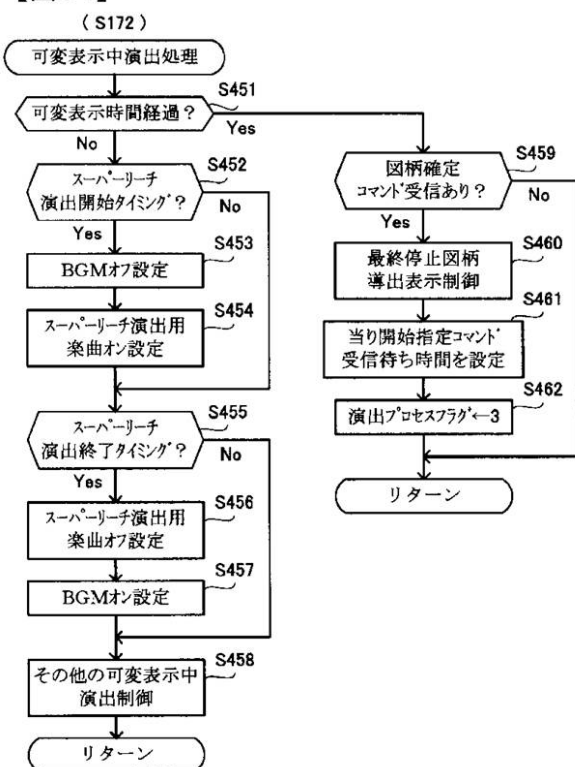 ( S172 )
可変表示中演出処理
S451
可変表示時間経過?
Yes
No
S452
スーパーリーチ
演出開始タイミング?
No
Yes
S453
BGMオフ設定
S454
スーパーリーチ演出用
楽曲オン設定
S455
スーパーリーチ
演出終了タイミング?
No
Yes
S456
スーパーリーチ演出用
楽曲オフ設定
S457
BGMオン設定
S458
その他の可変表示中
演出制御
リターン
S459
図柄確定
コマンド受信あり?
No
Yes
S460
最終停止図柄
導出表示制御
S461
当り開始指定コマンド
受信待ち時間を設定
S462
演出プロセスフラグ←3
リターン